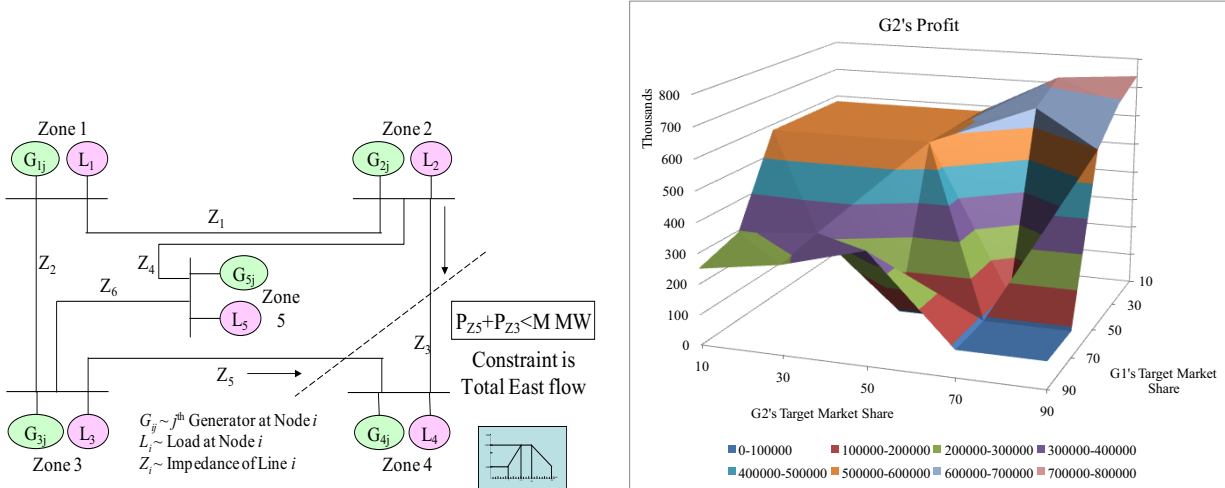 Zone 1
Zone 2
G1j
L1
G2j
L2
Z1
Z2
Z4
Z6
G5j
L5
Zone
5
PZ5+PZ3<M MW
Z3
Constraint is
Total East flow
Z5
G3j
L3
Zone 3
Gij ~ jth Generator at Node i
Li ~ Load at Node i
Zi ~ Impedance of Line i
G4j
L4
Zone 4
G2's Profit
Thousands
800
700
600
500
400
300
200
100
0
10
30
50
70
90
G2's Target Market Share
10
30
50
70
90
G1's Target Market
Share
0-100000
100000-200000
200000-300000
300000-400000
400000-500000
500000-600000
600000-700000
700000-800000